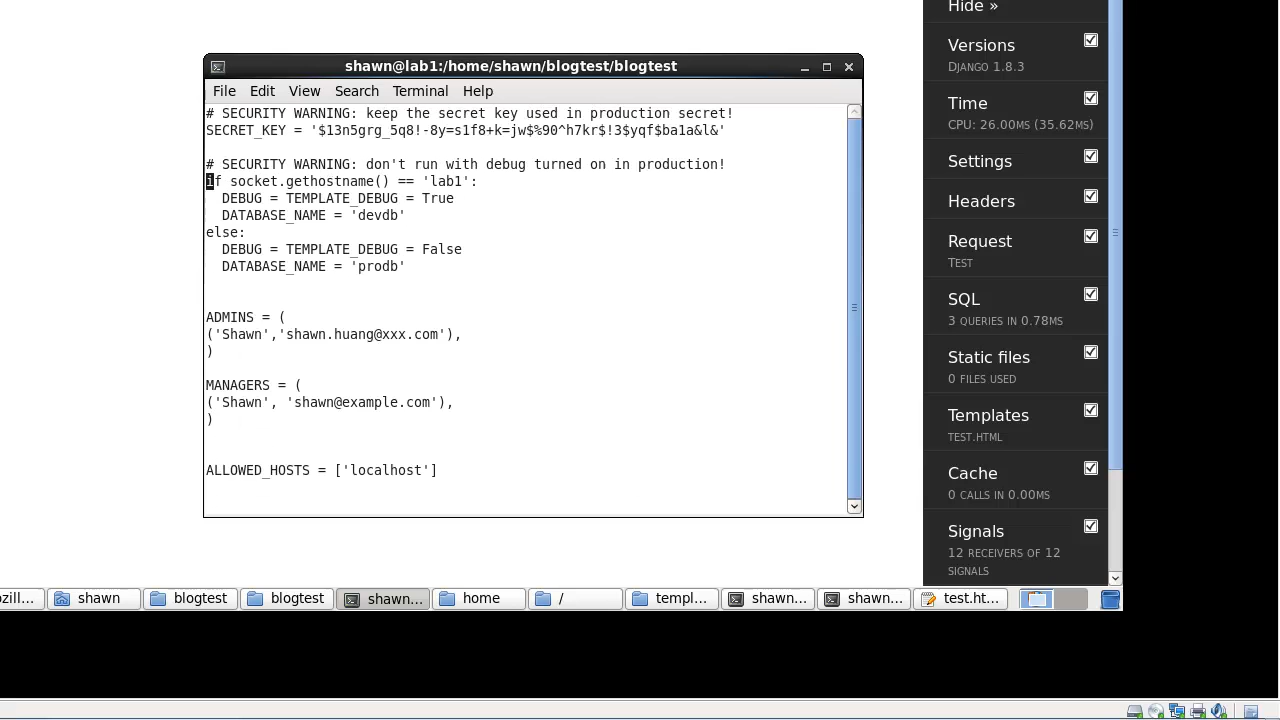 Hide »
Versions
DJANGO 1.8.3
Time
CPU: 26.00MS (35.62MS)
Settings
Headers
Request
TEST
SQL
3 QUERIES IN 0.78MS
Static files
0 FILES USED
Templates
TEST.HTML
Cache
0 CALLS IN 0.00MS
Signals
12 RECEIVERS OF 12
SIGNALS
shawn@lab1:/home/shawn/blogtest/blogtest
File Edit View Search Terminal Help
# SECURITY WARNING: keep the secret key used in production secret!
SECRET_KEY = '$13n5grg_5q8!-8y=s1f8+k=jw$%90^h7kr$!3$yqf$ba1a&l&'
# SECURITY WARNING: don't run with debug turned on in production!
if socket.gethostname() == 'lab1':
  DEBUG = TEMPLATE_DEBUG = True
  DATABASE_NAME = 'devdb'
else:
  DEBUG = TEMPLATE_DEBUG = False
  DATABASE_NAME = 'prodb'
ADMINS = (
('Shawn','shawn.huang@xxx.com'),
)
MANAGERS = (
('Shawn', 'shawn@example.com'),
)
ALLOWED_HOSTS = ['localhost']
ozill... shawn blogtest blogtest shawn... home / templ... shawn... shawn... test.ht...